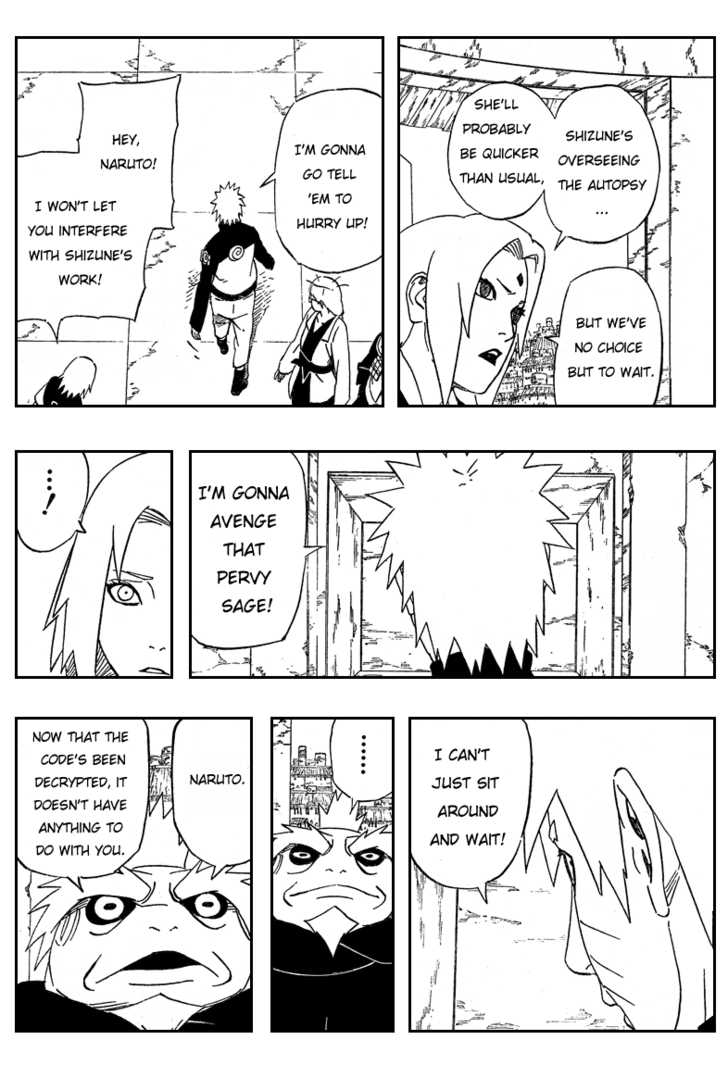 SHIZUNE'S
OVERSEEING
THE AUTOPSY
...
SHE'LL
PROBABLY
BE QUICKER
THAN USUAL,
BUT WE'VE
NO CHOICE
BUT TO WAIT.
I'M GONNA
GO TELL
'EM TO
HURRY UP!
HEY,
NARUTO!
I WON'T LET
YOU INTERFERE
WITH SHIZUNE'S
WORK!
I'M GONNA
AVENGE
THAT
PERVY
SAGE!
...!
I CAN'T
JUST SIT
AROUND
AND WAIT!
......
NARUTO.
NOW THAT THE
CODE'S BEEN
DECRYPTED, IT
DOESN'T HAVE
ANYTHING TO
DO WITH YOU.